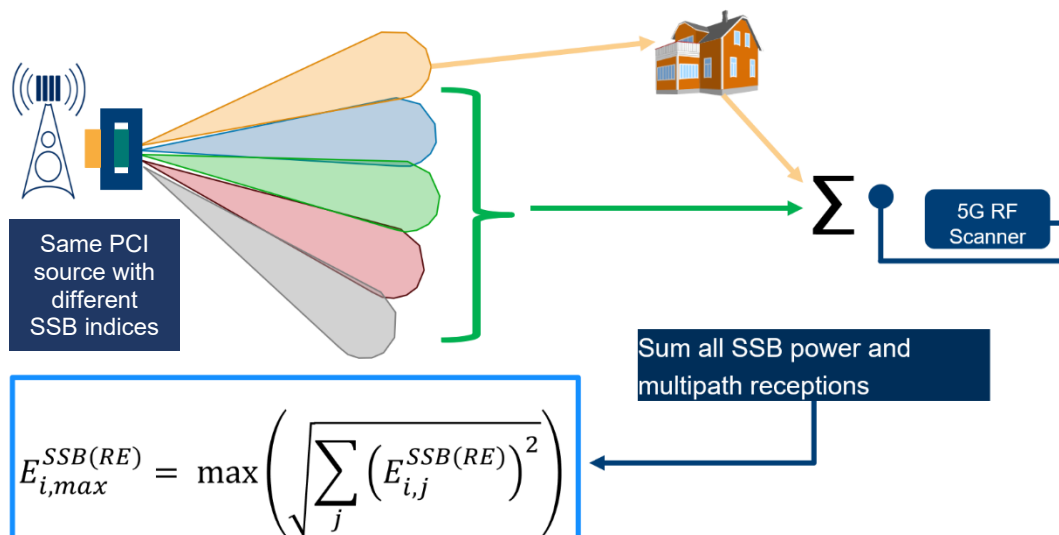 Same PCI
source with
different
SSB indices
Σ
5G RF
Scanner
Sum all SSB power and
multipath receptions
E_{i,max}^{SSB(RE)} = max(√(∑_j (E_{i,j}^{SSB(RE)})^2))